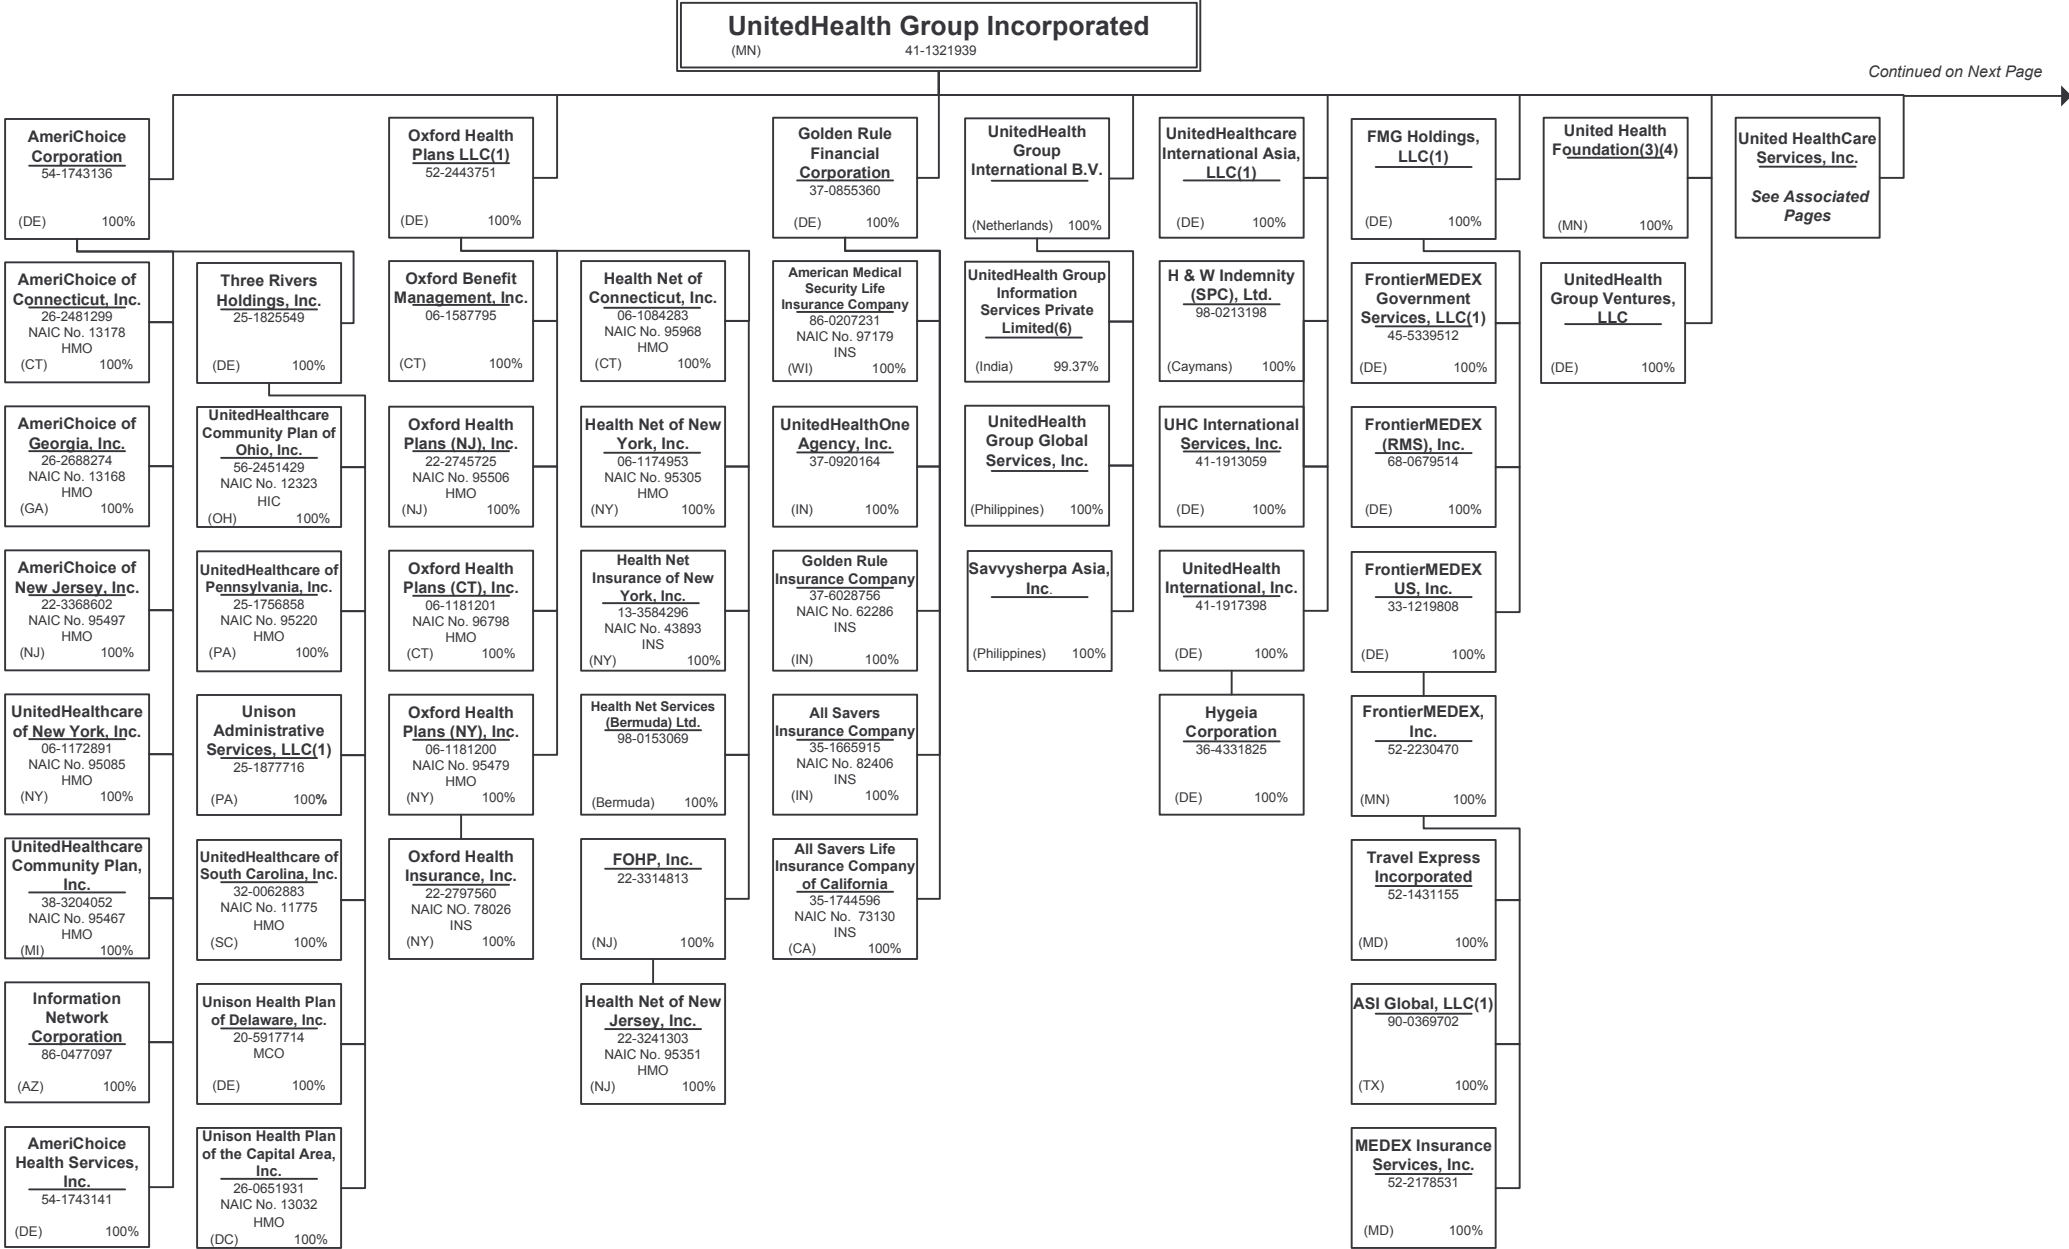 UnitedHealth Group Incorporated
(MN) 41-1321939
Continued on Next Page
AmeriChoice
Corporation
54-1743136
(DE) 100%
Oxford Health
Plans LLC(1)
52-2443751
(DE) 100%
Golden Rule
Financial
Corporation
37-0855360
(DE) 100%
UnitedHealth
Group
International B.V.
(Netherlands) 100%
UnitedHealthcare
International Asia,
LLC(1)
(DE) 100%
FMG Holdings,
LLC(1)
(DE) 100%
United Health
Foundation(3)(4)
(MN) 100%
United HealthCare
Services, Inc.
See Associated
Pages
AmeriChoice of
Connecticut, Inc.
26-2481299
NAIC No. 13178
HMO
(CT) 100%
Three Rivers
Holdings, Inc.
25-1825549
(DE) 100%
Oxford Benefit
Management, Inc.
06-1587795
(CT) 100%
Health Net of
Connecticut, Inc.
06-1084283
NAIC No. 95968
HMO
(CT) 100%
American Medical
Security Life
Insurance Company
86-0207231
NAIC No. 97179
INS
(WI) 100%
UnitedHealth Group
Information
Services Private
Limited(6)
(India) 99.37%
H & W Indemnity
(SPC), Ltd.
98-0213198
(Caymans) 100%
FrontierMEDEX
Government
Services, LLC(1)
45-5339512
(DE) 100%
UnitedHealth
Group Ventures,
LLC
(DE) 100%
AmeriChoice of
Georgia, Inc.
26-2688274
NAIC No. 13168
HMO
(GA) 100%
UnitedHealthcare
Community Plan of
Ohio, Inc.
56-2451429
NAIC No. 12323
HIC
(OH) 100%
Oxford Health
Plans (NJ), Inc.
22-2745725
NAIC No. 95506
HMO
(NJ) 100%
Health Net of New
York, Inc.
06-1174953
NAIC No. 95305
HMO
(NY) 100%
UnitedHealthOne
Agency, Inc.
37-0920164
(IN) 100%
UnitedHealth
Group Global
Services, Inc.
(Philippines) 100%
UHC International
Services, Inc.
41-1913059
(DE) 100%
FrontierMEDEX
(RMS), Inc.
68-0679514
(DE) 100%
AmeriChoice of
New Jersey, Inc.
22-3368602
NAIC No. 95497
HMO
(NJ) 100%
UnitedHealthcare of
Pennsylvania, Inc.
25-1756858
NAIC No. 95220
HMO
(PA) 100%
Oxford Health
Plans (CT), Inc.
06-1181201
NAIC No. 96798
HMO
(CT) 100%
Health Net
Insurance of New
York, Inc.
13-3584296
NAIC No. 43893
INS
(NY) 100%
Golden Rule
Insurance Company
37-6028756
NAIC No. 62286
INS
(IN) 100%
Savvysherpa Asia,
Inc.
(Philippines) 100%
UnitedHealth
International, Inc.
41-1917398
(DE) 100%
FrontierMEDEX
US, Inc.
33-1219808
(DE) 100%
UnitedHealthcare
of New York, Inc.
06-1172891
NAIC No. 95085
HMO
(NY) 100%
Unison
Administrative
Services, LLC(1)
25-1877716
(PA) 100%
Oxford Health
Plans (NY), Inc.
06-1181200
NAIC No. 95479
HMO
(NY) 100%
Health Net Services
(Bermuda) Ltd.
98-0153069
(Bermuda) 100%
All Savers
Insurance Company
35-1665915
NAIC No. 82406
INS
(IN) 100%
Hygeia
Corporation
36-4331825
(DE) 100%
FrontierMEDEX,
Inc.
52-2230470
(MN) 100%
UnitedHealthcare
Community Plan,
Inc.
38-3204052
NAIC No. 95467
HMO
(MI) 100%
UnitedHealthcare of
South Carolina, Inc.
32-0062883
NAIC No. 11775
HMO
(SC) 100%
Oxford Health
Insurance, Inc.
22-2797560
NAIC NO. 78026
INS
(NY) 100%
FOHP, Inc.
22-3314813
(NJ) 100%
All Savers Life
Insurance Company
of California
35-1744596
NAIC No. 73130
INS
(CA) 100%
Travel Express
Incorporated
52-1431155
(MD) 100%
Information
Network
Corporation
86-0477097
(AZ) 100%
Unison Health Plan
of Delaware, Inc.
20-5917714
MCO
(DE) 100%
Health Net of New
Jersey, Inc.
22-3241303
NAIC No. 95351
HMO
(NJ) 100%
ASI Global, LLC(1)
90-0369702
(TX) 100%
AmeriChoice
Health Services,
Inc.
54-1743141
(DE) 100%
Unison Health Plan
of the Capital Area,
Inc.
26-0651931
NAIC No. 13032
HMO
(DC) 100%
MEDEX Insurance
Services, Inc.
52-2178531
(MD) 100%